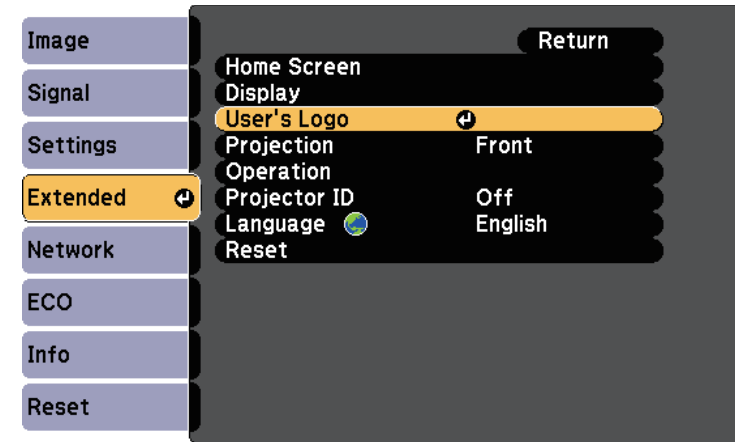 Image
Signal
Settings
Extended
Network
ECO
Info
Reset
Return
Home Screen
Display
User's Logo
Projection Front
Operation
Projector ID Off
Language English
Reset